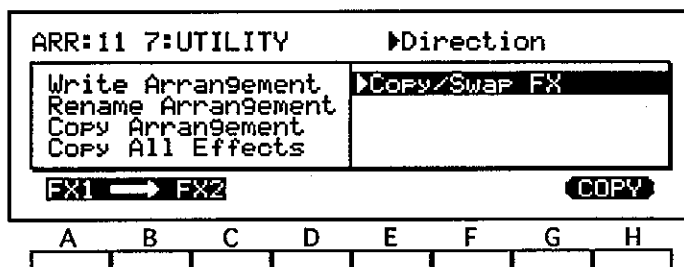 ARR:11 7:UTILITY ▶Direction
Write Arrangement
Rename Arrangement
Copy Arrangement
Copy All Effects
▶Copy/Swap FX
FX1 ⟶ FX2
COPY
A B C D E F G H